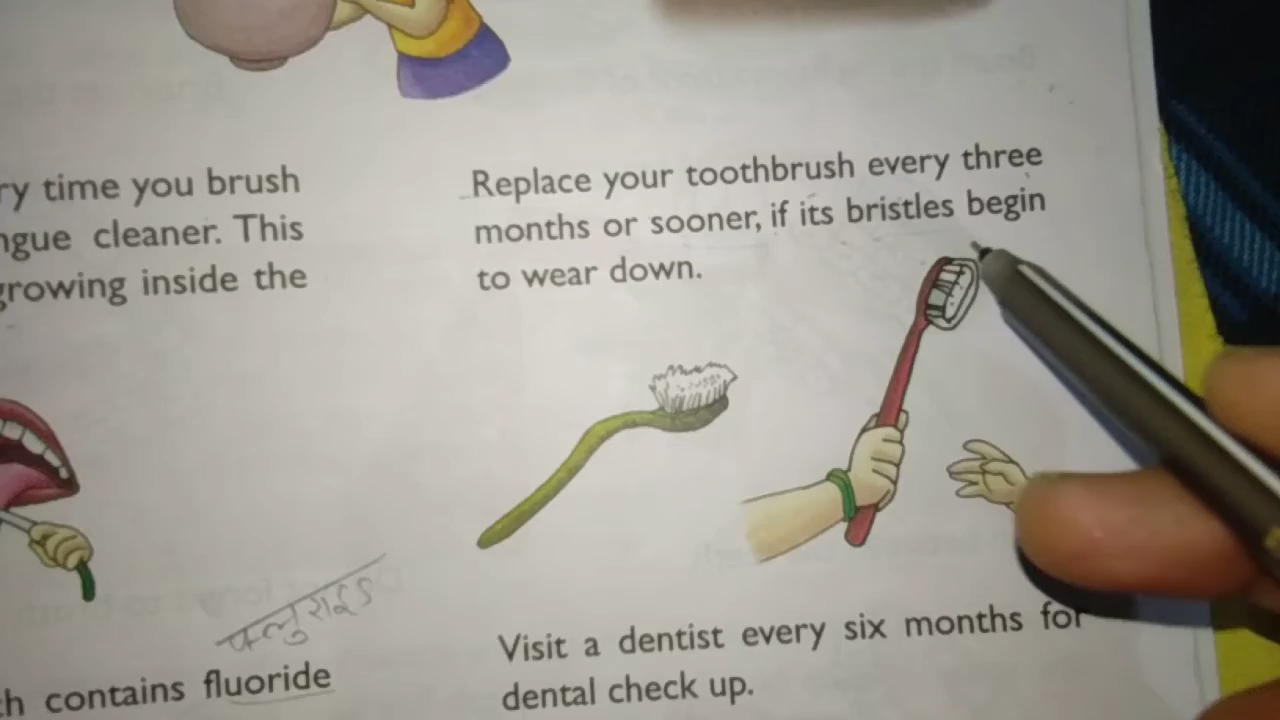 ry time you brush
ngue cleaner. This
growing inside the
Replace your toothbrush every three
months or sooner, if its bristles begin
to wear down.
फ्लुराइड
ch contains fluoride
Visit a dentist every six months for
dental check up.